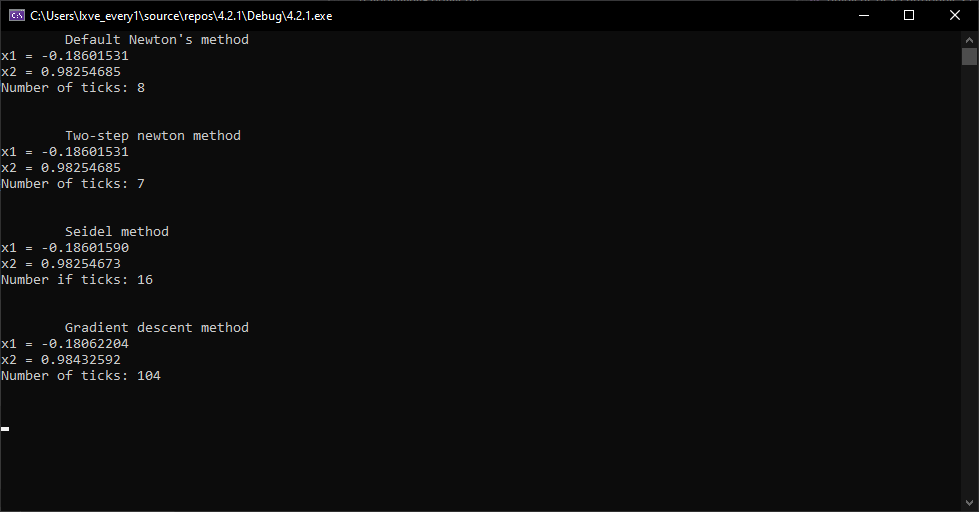 C:\Users\lxve_every1\source\repos\4.2.1\Debug\4.2.1.exe
Default Newton's method
x1 = -0.18601531
x2 = 0.98254685
Number of ticks: 8
Two-step newton method
x1 = -0.18601531
x2 = 0.98254685
Number of ticks: 7
Seidel method
x1 = -0.18601590
x2 = 0.98254673
Number if ticks: 16
Gradient descent method
x1 = -0.18062204
x2 = 0.98432592
Number of ticks: 104